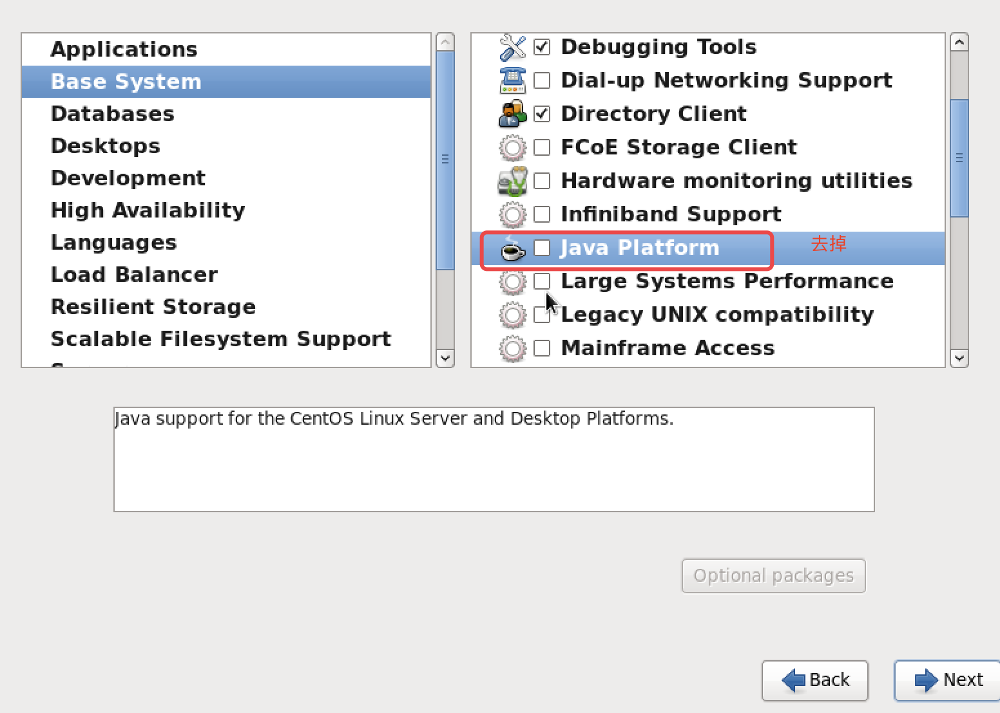 Applications
Base System
Databases
Desktops
Development
High Availability
Languages
Load Balancer
Resilient Storage
Scalable Filesystem Support
Debugging Tools
Dial-up Networking Support
Directory Client
FCoE Storage Client
Hardware monitoring utilities
Infiniband Support
Java Platform 去掉
Large Systems Performance
Legacy UNIX compatibility
Mainframe Access
Java support for the CentOS Linux Server and Desktop Platforms.
Optional packages
Back Next